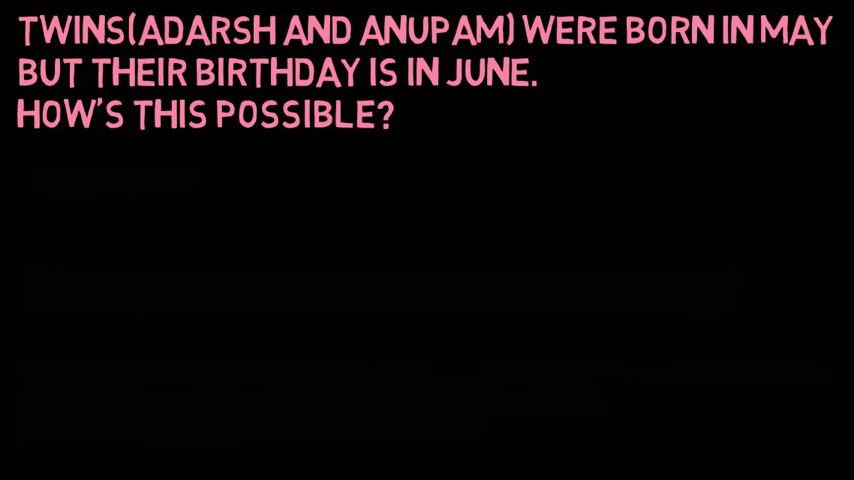 TWINS(ADARSH AND ANUPAM) WERE BORN IN MAY
BUT THEIR BIRTHDAY IS IN JUNE.
HOW'S THIS POSSIBLE?